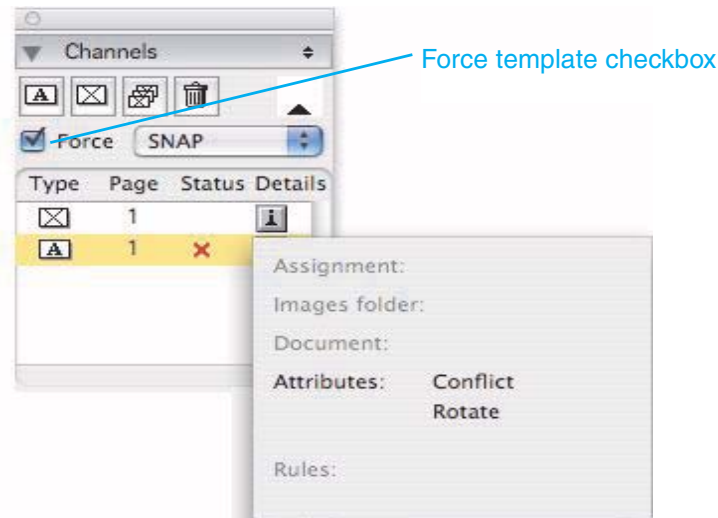 Channels
Force template checkbox
A
Force SNAP
Type Page Status Details
1 i
A 1
Assignment:
Images folder:
Document:
Attributes: Conflict
Rotate
Rules: